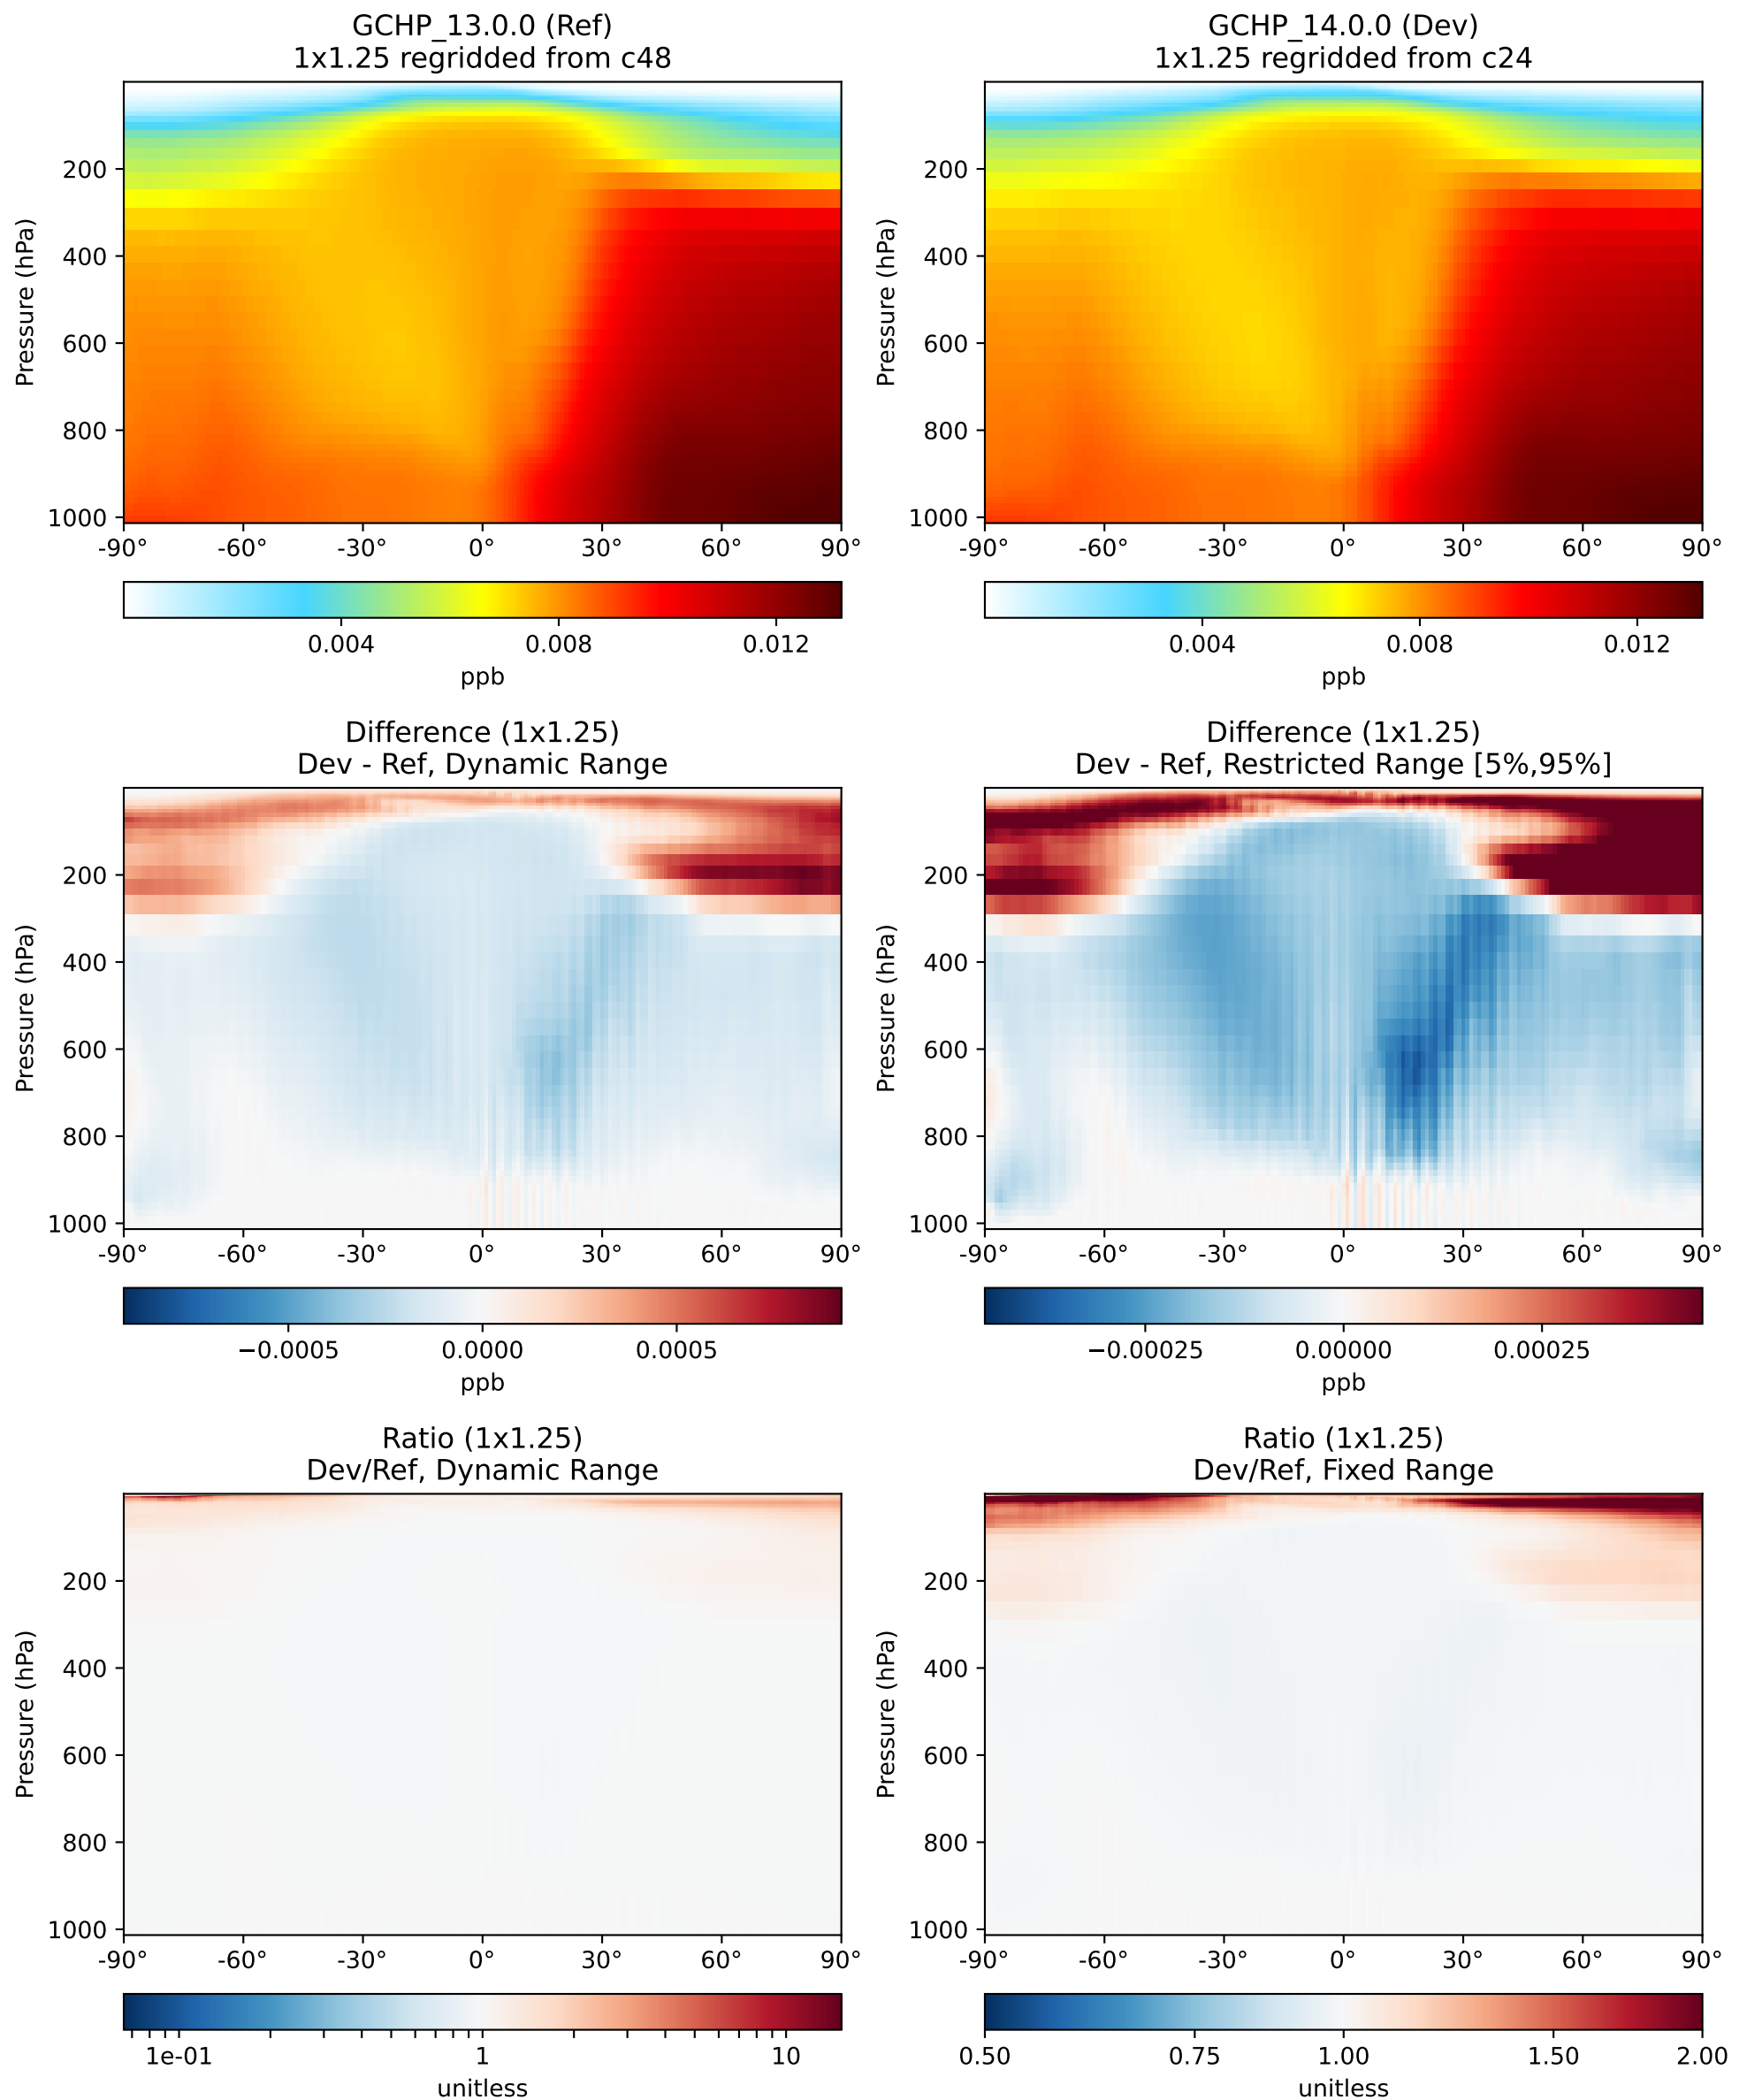 GCHP_13.0.0 (Ref)
1x1.25 regridded from c48
Pressure (hPa)
200
400
600
800
1000
-90° -60° -30° 0° 30° 60° 90°
0.004 0.008 0.012
ppb
GCHP_14.0.0 (Dev)
1x1.25 regridded from c24
Pressure (hPa)
200
400
600
800
1000
-90° -60° -30° 0° 30° 60° 90°
0.004 0.008 0.012
ppb
Difference (1x1.25)
Dev - Ref, Dynamic Range
Pressure (hPa)
200
400
600
800
1000
-90° -60° -30° 0° 30° 60° 90°
−0.0005 0.0000 0.0005
ppb
Difference (1x1.25)
Dev - Ref, Restricted Range [5%,95%]
Pressure (hPa)
200
400
600
800
1000
-90° -60° -30° 0° 30° 60° 90°
−0.00025 0.00000 0.00025
ppb
Ratio (1x1.25)
Dev/Ref, Dynamic Range
Pressure (hPa)
200
400
600
800
1000
-90° -60° -30° 0° 30° 60° 90°
1e-01 1 10
unitless
Ratio (1x1.25)
Dev/Ref, Fixed Range
Pressure (hPa)
200
400
600
800
1000
-90° -60° -30° 0° 30° 60° 90°
0.50 0.75 1.00 1.50 2.00
unitless